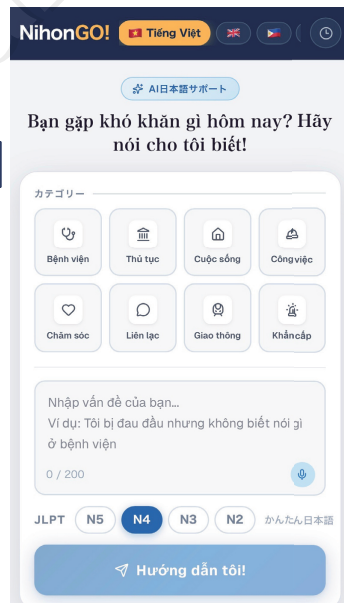 NihonGO!
Tiếng Việt
AI日本語サポート
Bạn gặp khó khăn gì hôm nay? Hãy
nói cho tôi biết!
カテゴリー
Bệnh viện
Thủ tục
Cuộc sống
Công việc
Chăm sóc
Liên lạc
Giao thông
Khẩn cấp
Nhập vấn đề của bạn...
Ví dụ: Tôi bị đau đầu nhưng không biết nói gì
ở bệnh viện
0 / 200
JLPT N5 N4 N3 N2 かんたん日本語
Hướng dẫn tôi!